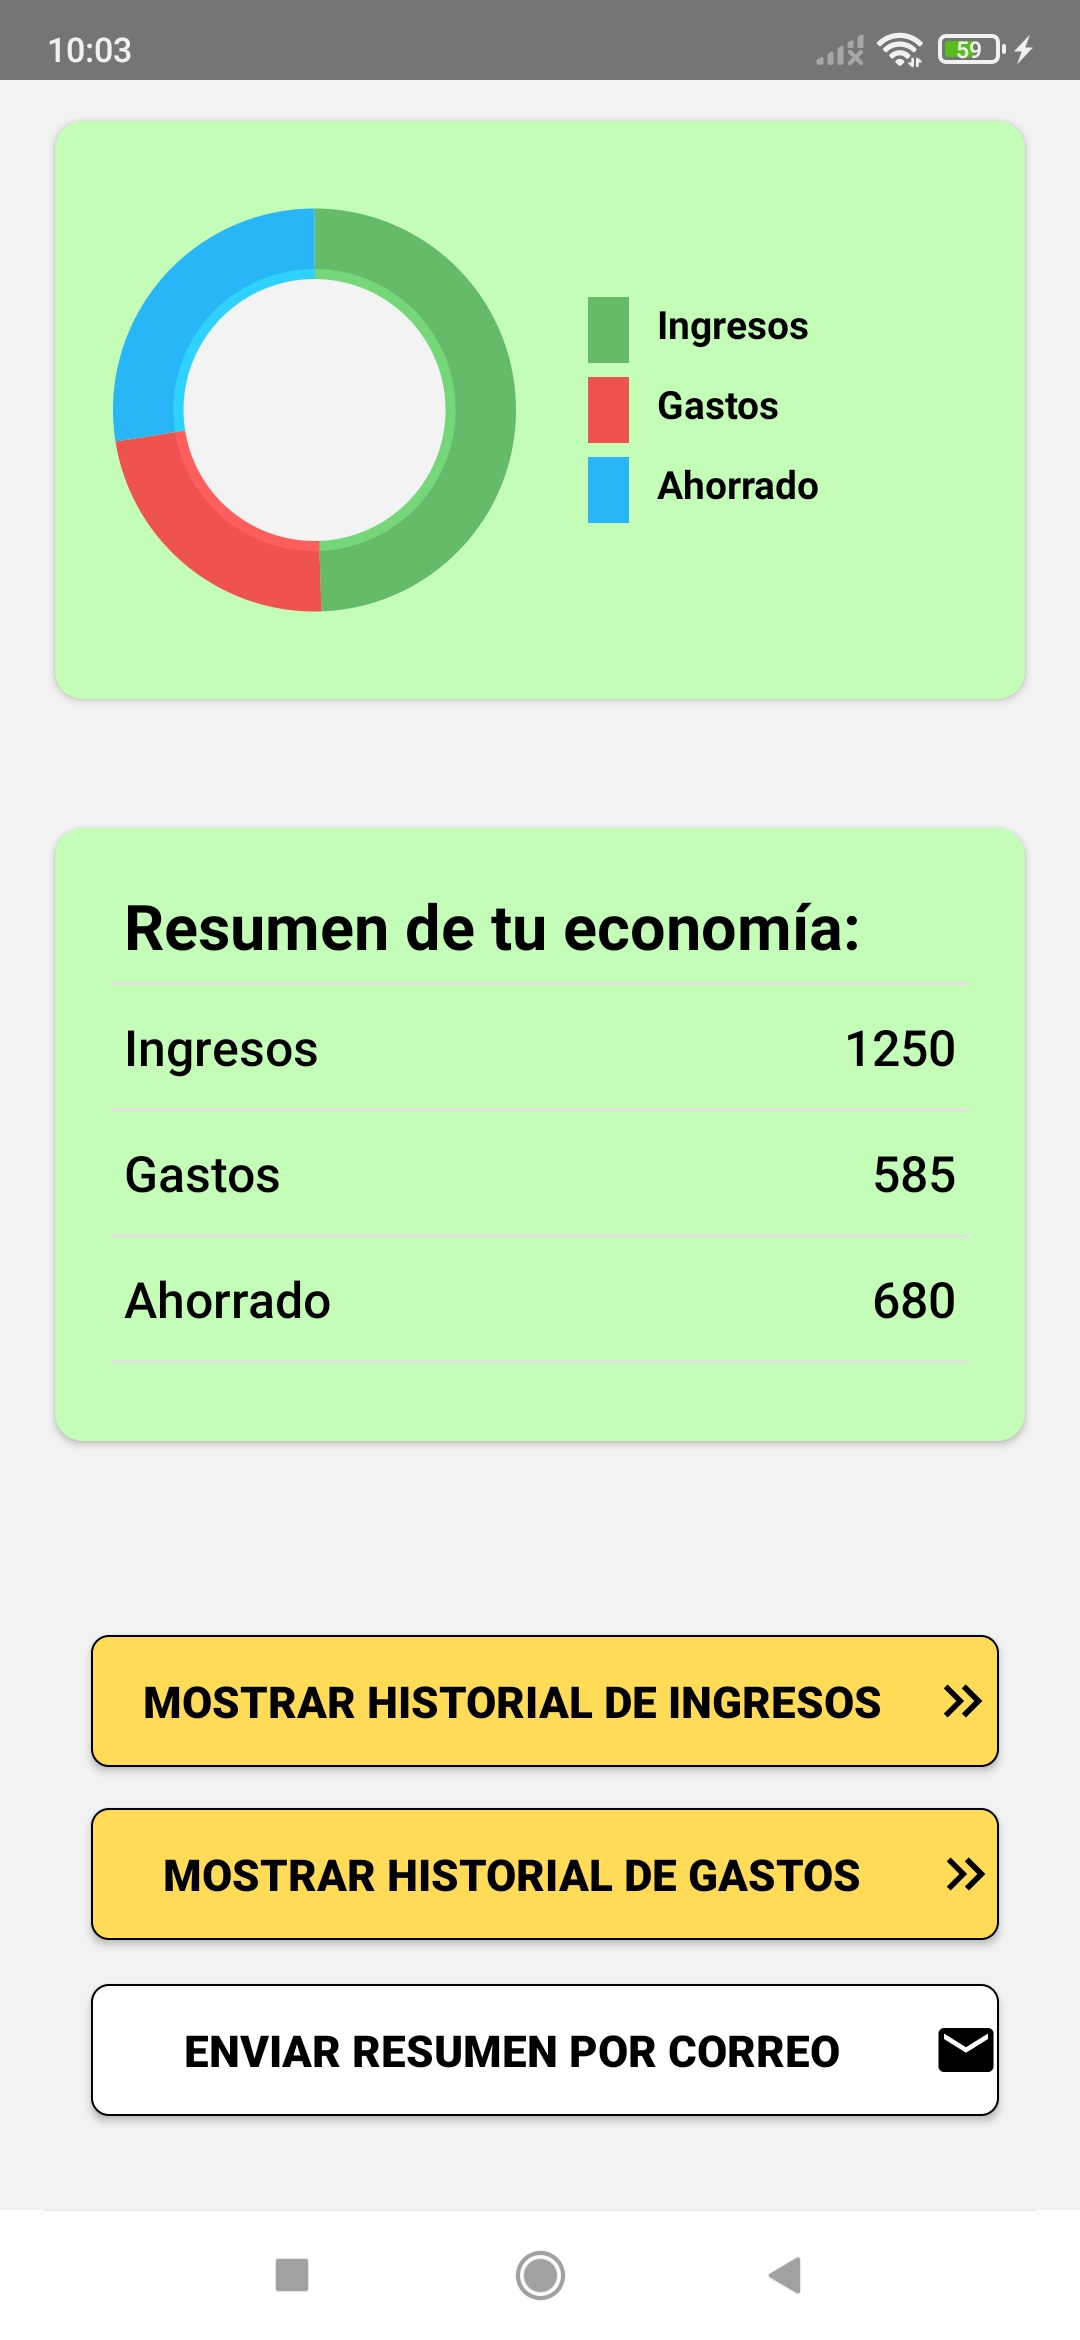 10:03
59
Ingresos
Gastos
Ahorrado
Resumen de tu economía:
Ingresos 1250
Gastos 585
Ahorrado 680
MOSTRAR HISTORIAL DE INGRESOS
MOSTRAR HISTORIAL DE GASTOS
ENVIAR RESUMEN POR CORREO